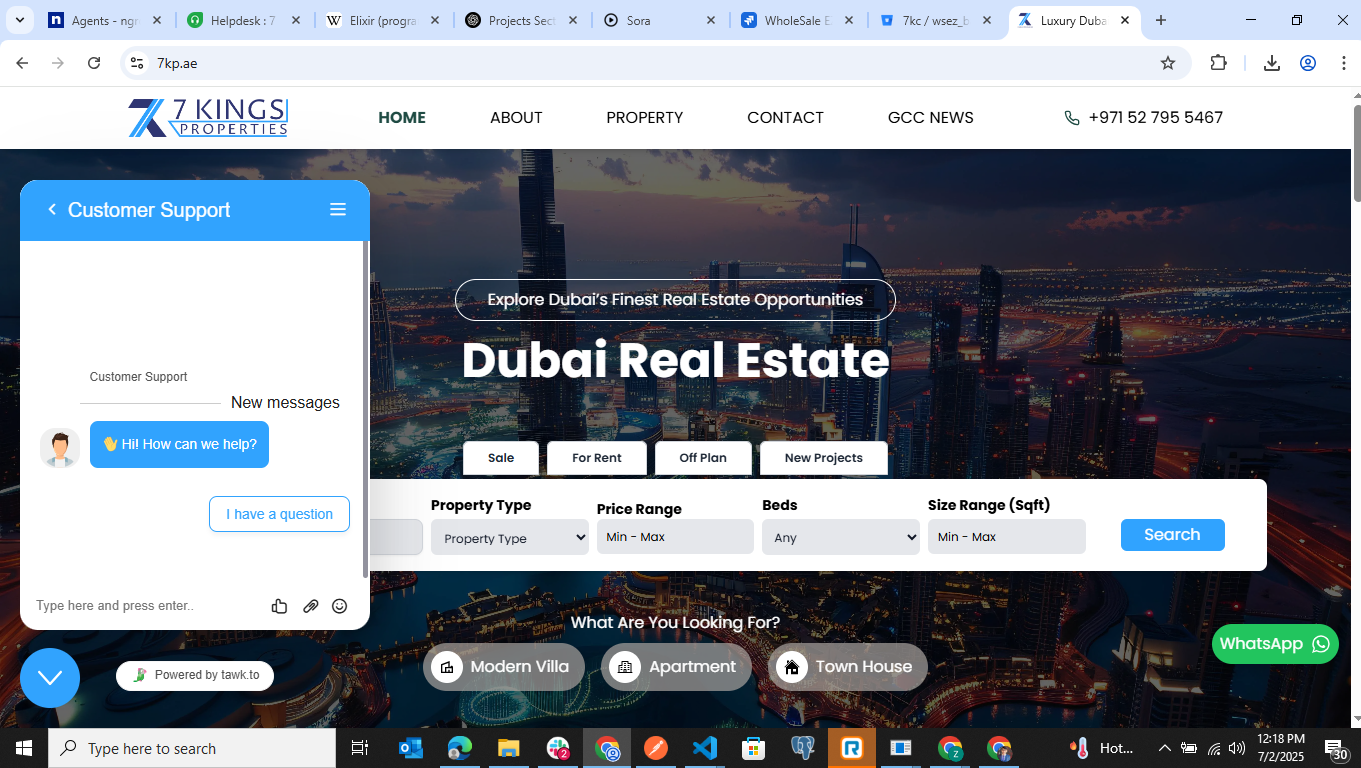 Agents - ngr
Helpdesk : 7
Elixir (progra
Projects Sect
Sora
WholeSale E
7kc / wsez_b
Luxury Duba
7kp.ae
7 KINGS
PROPERTIES
HOME
ABOUT
PROPERTY
CONTACT
GCC NEWS
+971 52 795 5467
Customer Support
Customer Support
New messages
👋 Hi! How can we help?
I have a question
Type here and press enter..
Powered by tawk.to
Explore Dubai’s Finest Real Estate Opportunities
Dubai Real Estate
Sale
For Rent
Off Plan
New Projects
Property Type
Price Range
Beds
Size Range (Sqft)
Property Type
Min - Max
Any
Min - Max
Search
What Are You Looking For?
Modern Villa
Apartment
Town House
WhatsApp
Type here to search
2
Z
Hot...
12:18 PM
7/2/2025
30